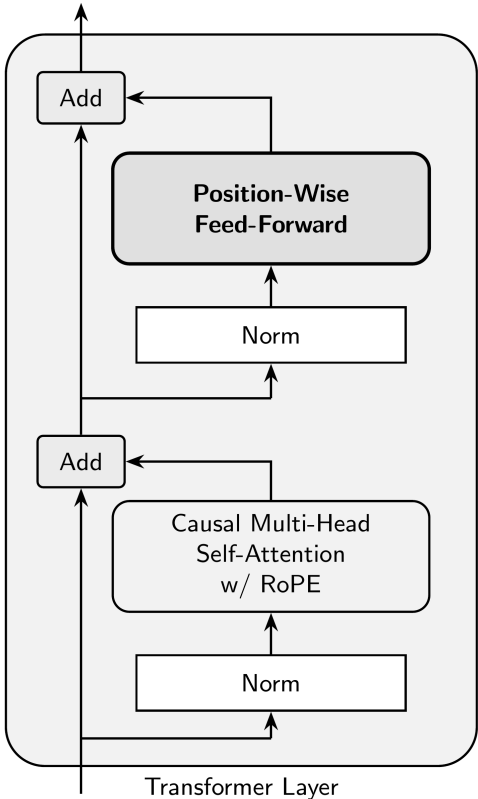 Add
Position-Wise
Feed-Forward
Norm
Add
Causal Multi-Head
Self-Attention
w/ RoPE
Norm
Transformer Layer